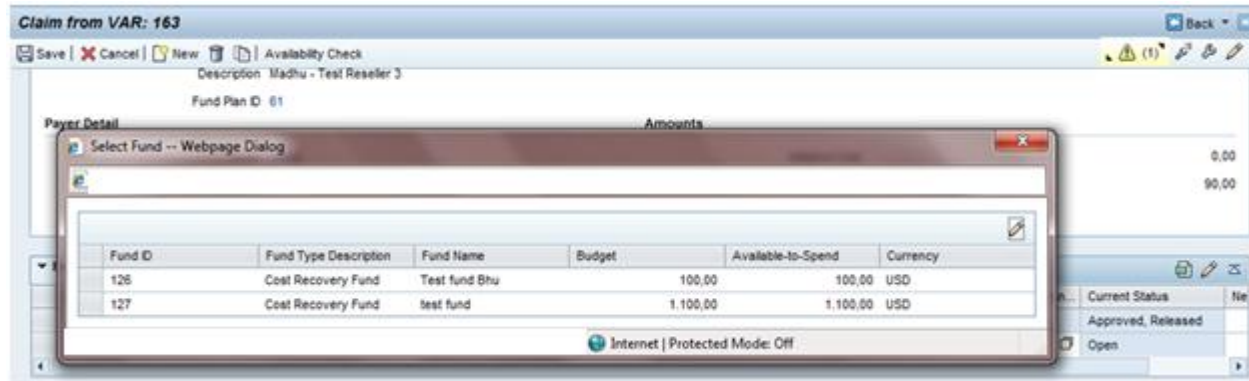 Claim from VAR: 163
Back
Save | Cancel | New | Availability Check
(1)
Description Madhu - Test Reseller 3
Fund Plan ID 61
Payer Detail Amounts
Select Fund -- Webpage Dialog
0,00
90,00
Fund ID Fund Type Description Fund Name Budget Available-to-Spend Currency
126 Cost Recovery Fund Test fund Bhu 100,00 100,00 USD
127 Cost Recovery Fund test fund 1.100,00 1.100,00 USD
Current Status Ne
Approved, Released
Internet | Protected Mode: Off
Open